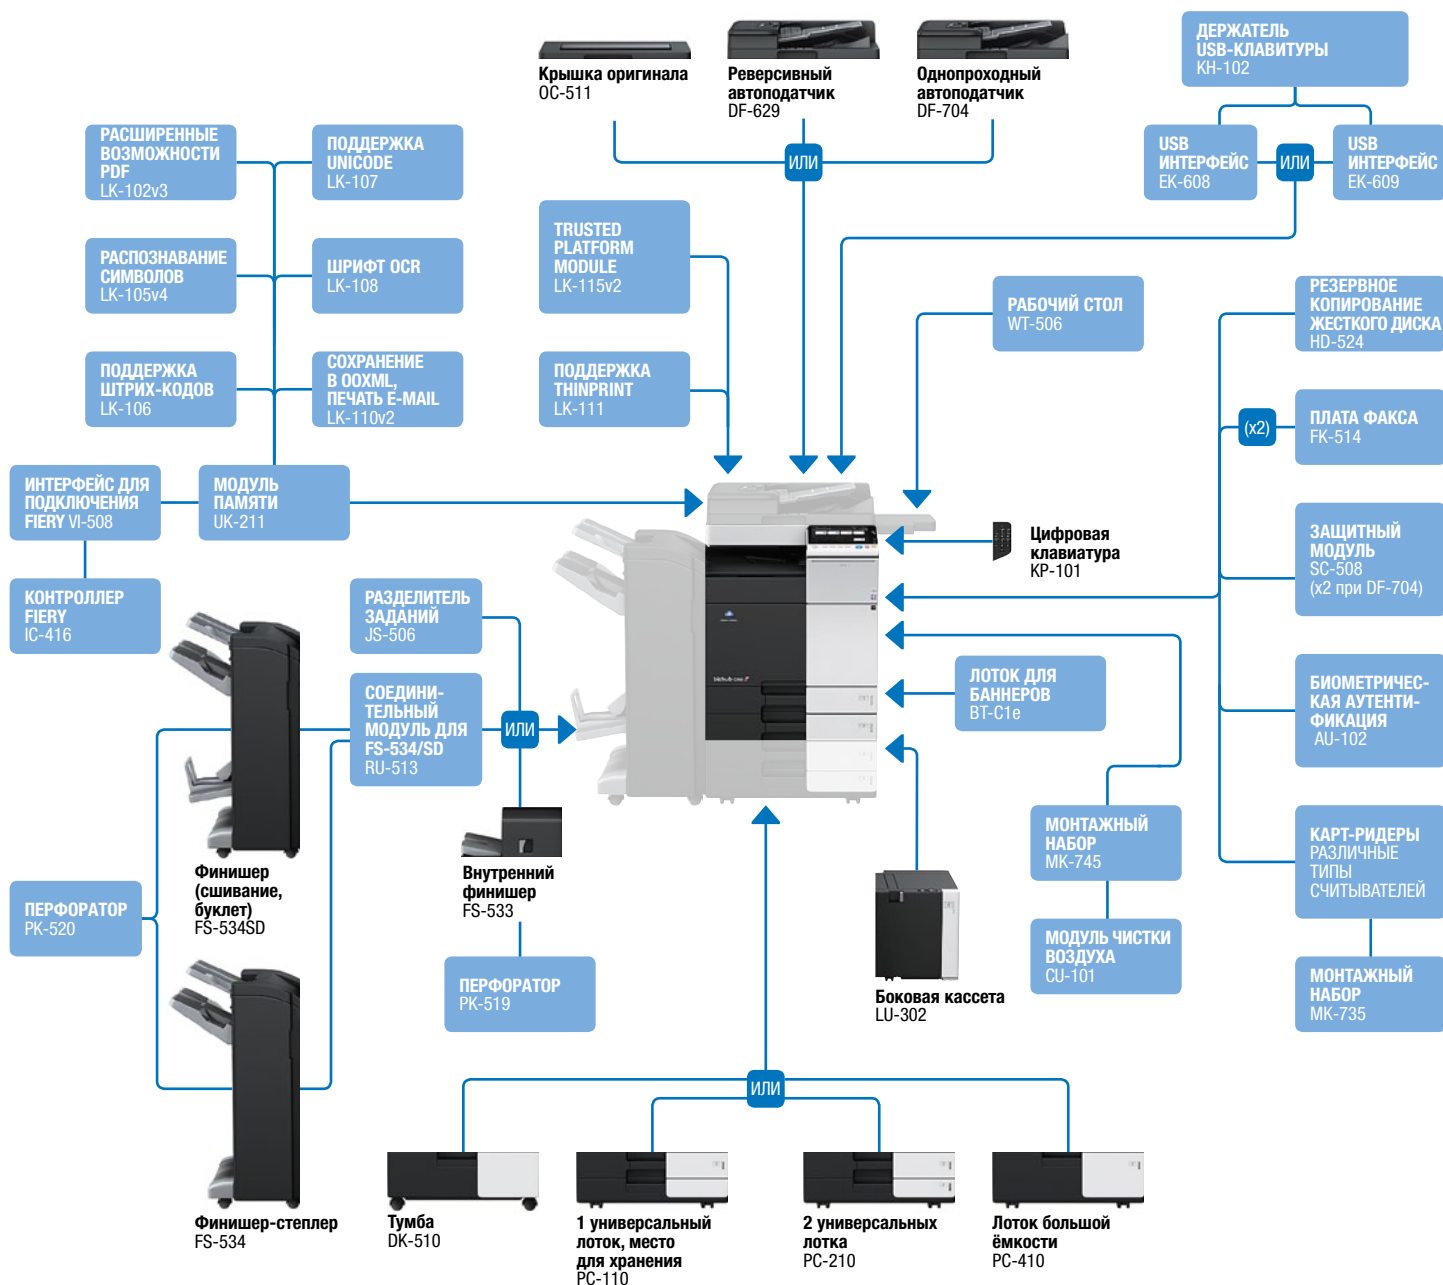 Крышка оригинала
OC-511
Реверсивный
автоподатчик
DF-629
Однопроходный
автоподатчик
DF-704
ИЛИ
ДЕРЖАТЕЛЬ
USB-КЛАВИТУРЫ
KH-102
USB
ИНТЕРФЕЙС
EK-608
ИЛИ
USB
ИНТЕРФЕЙС
EK-609
РАСШИРЕННЫЕ
ВОЗМОЖНОСТИ
PDF
LK-102v3
ПОДДЕРЖКА
UNICODE
LK-107
РАСПОЗНАВАНИЕ
СИМВОЛОВ
LK-105v4
ШРИФТ OCR
LK-108
ПОДДЕРЖКА
ШТРИХ-КОДОВ
LK-106
СОХРАНЕНИЕ
В OOXML,
ПЕЧАТЬ E-MAIL
LK-110v2
TRUSTED
PLATFORM
MODULE
LK-115v2
ПОДДЕРЖКА
THINPRINT
LK-111
РАБОЧИЙ СТОЛ
WT-506
РЕЗЕРВНОЕ
КОПИРОВАНИЕ
ЖЕСТКОГО ДИСКА
HD-524
(x2)
ПЛАТА ФАКСА
FK-514
ЗАЩИТНЫЙ
МОДУЛЬ
SC-508
(x2 при DF-704)
БИОМЕТРИЧЕС-
КАЯ АУТЕНТИ-
ФИКАЦИЯ
AU-102
КАРТ-РИДЕРЫ
РАЗЛИЧНЫЕ
ТИПЫ
СЧИТЫВАТЕЛЕЙ
МОНТАЖНЫЙ
НАБОР
MK-735
ИНТЕРФЕЙС ДЛЯ
ПОДКЛЮЧЕНИЯ
FIERY VI-508
МОДУЛЬ
ПАМЯТИ
UK-211
КОНТРОЛЛЕР
FIERY
IC-416
Цифровая
клавиатура
KP-101
РАЗДЕЛИТЕЛЬ
ЗАДАНИЙ
JS-506
СОЕДИНИ-
ТЕЛЬНЫЙ
МОДУЛЬ ДЛЯ
FS-534/SD
RU-513
ИЛИ
ЛОТОК ДЛЯ
БАННЕРОВ
BT-C1e
МОНТАЖНЫЙ
НАБОР
MK-745
МОДУЛЬ ЧИСТКИ
ВОЗДУХА
CU-101
Финишер
(сшивание,
буклет)
FS-534SD
Внутренний
финишер
FS-533
ПЕРФОРАТОР
PK-520
ПЕРФОРАТОР
PK-519
Боковая кассета
LU-302
Финишер-степлер
FS-534
ИЛИ
Тумба
DK-510
1 универсальный
лоток, место
для хранения
PC-110
2 универсальных
лотка
PC-210
Лоток большой
ёмкости
PC-410